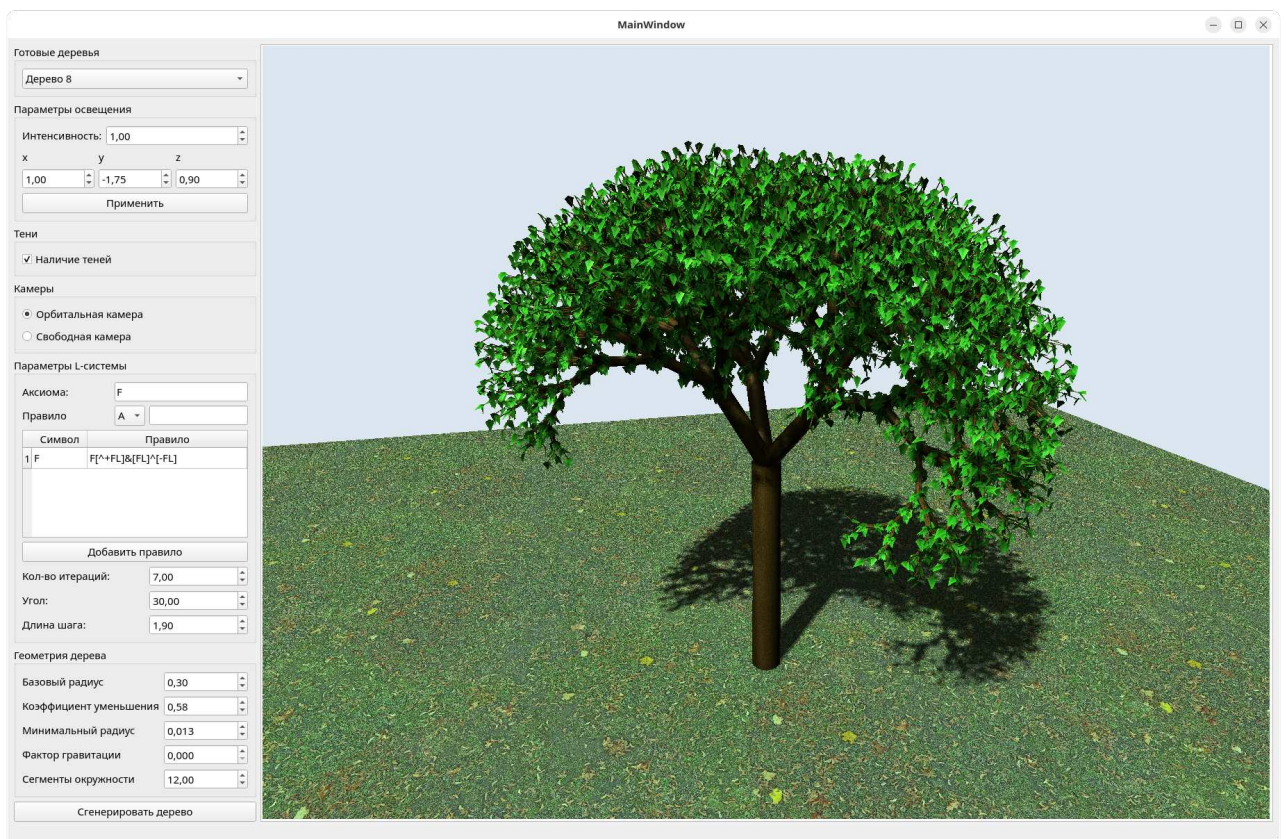 MainWindow
Готовые деревья
Дерево 8
Параметры освещения
Интенсивность: 1,00
x y z
1,00 -1,75 0,90
Применить
Тени
Наличие теней
Камеры
Орбитальная камера
Свободная камера
Параметры L-системы
Аксиома: F
Правило A
Символ Правило
1 F F[^+FL]&[FL]^[-FL]
Добавить правило
Кол-во итераций: 7,00
Угол: 30,00
Длина шага: 1,90
Геометрия дерева
Базовый радиус 0,30
Коэффициент уменьшения 0,58
Минимальный радиус 0,013
Фактор гравитации 0,000
Сегменты окружности 12,00
Сгенерировать дерево